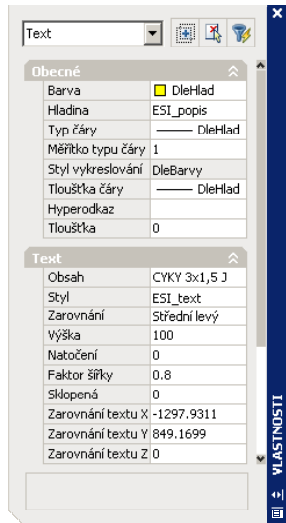 Text
Obecné
Barva DleHlad
Hladina ESI_popis
Typ čáry DleHlad
Měřítko typu čáry 1
Styl vykreslování DleBarvy
Tloušťka čáry DleHlad
Hyperodkaz
Tloušťka 0
Text
Obsah CYKY 3x1,5 J
Styl ESI_text
Zarovnání Střední levý
Výška 100
Natočení 0
Faktor šířky 0.8
Sklopená 0
Zarovnání textu X -1297.9311
Zarovnání textu Y 849.1699
Zarovnání textu Z 0
VLASTNOSTI